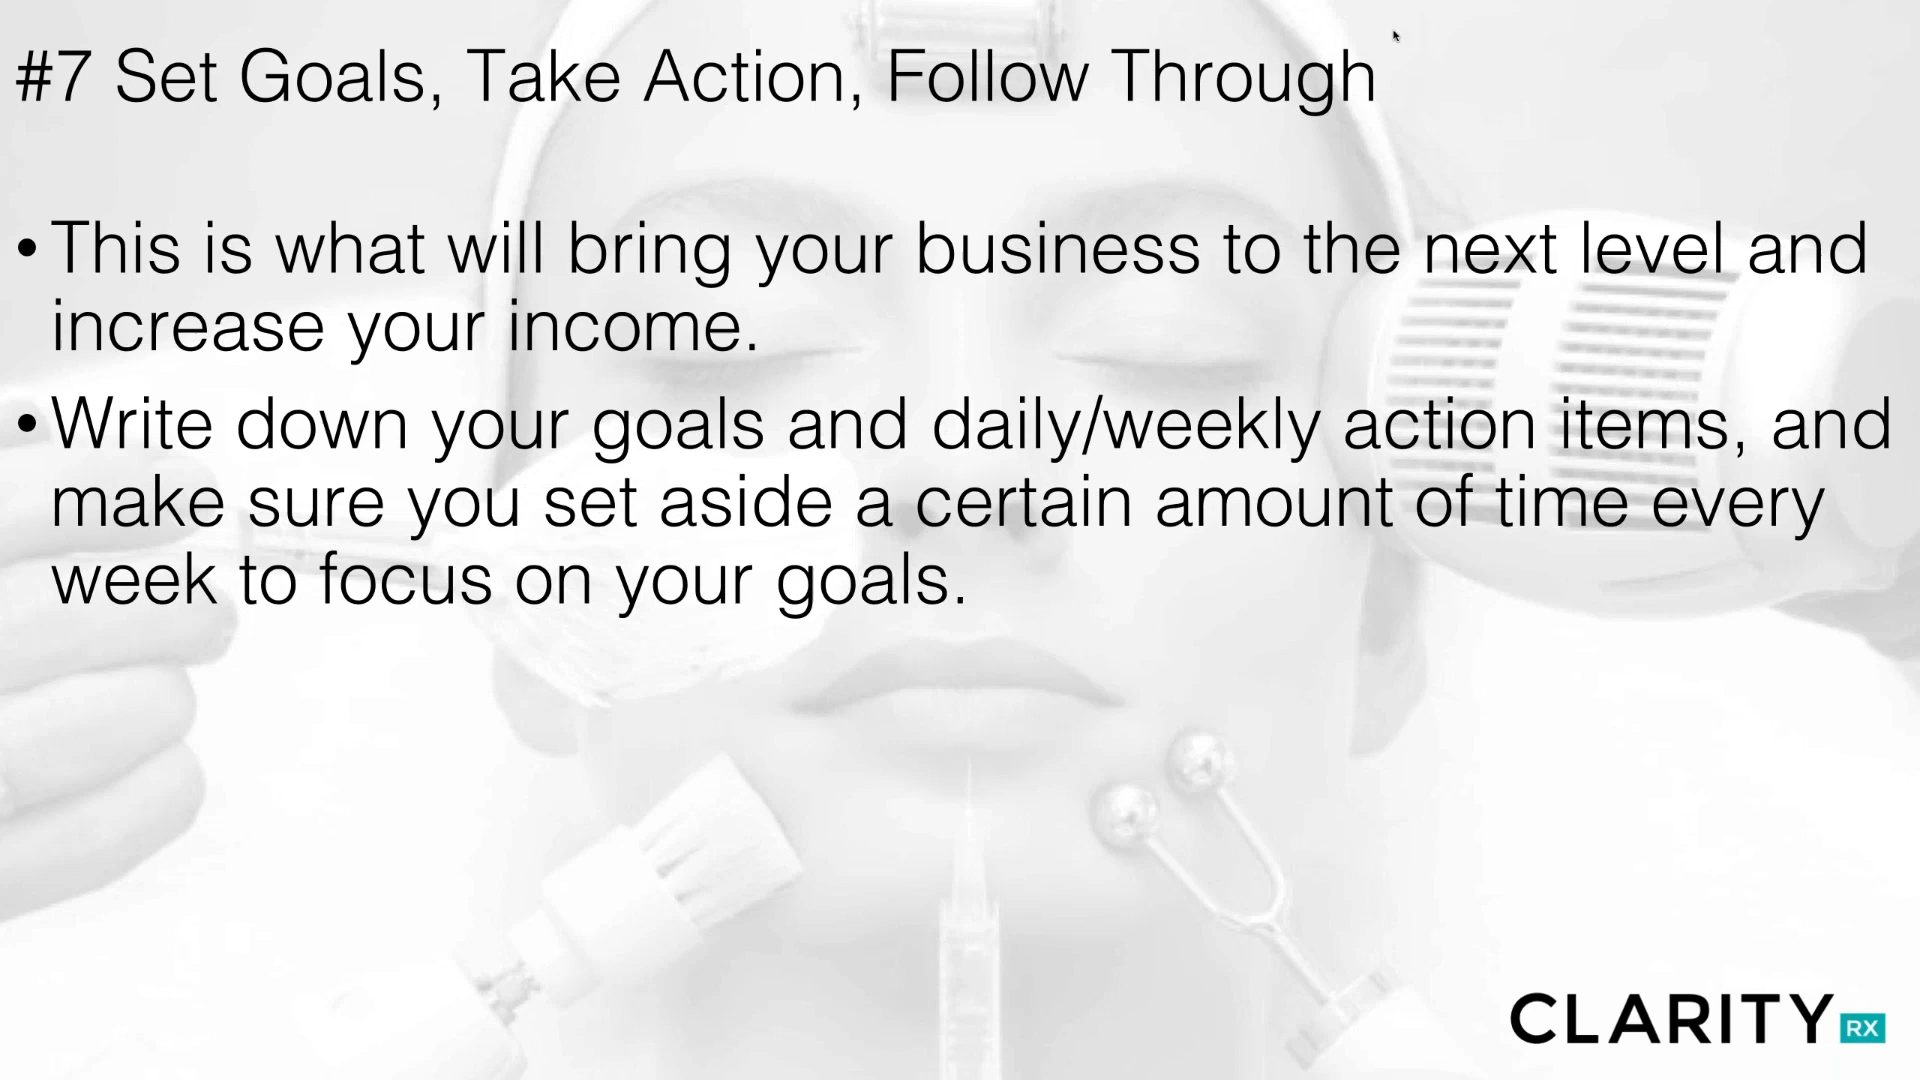 #7 Set Goals, Take Action, Follow Through
• This is what will bring your business to the next level and
increase your income.
• Write down your goals and daily/weekly action items, and
make sure you set aside a certain amount of time every
week to focus on your goals.
CLARITY RX